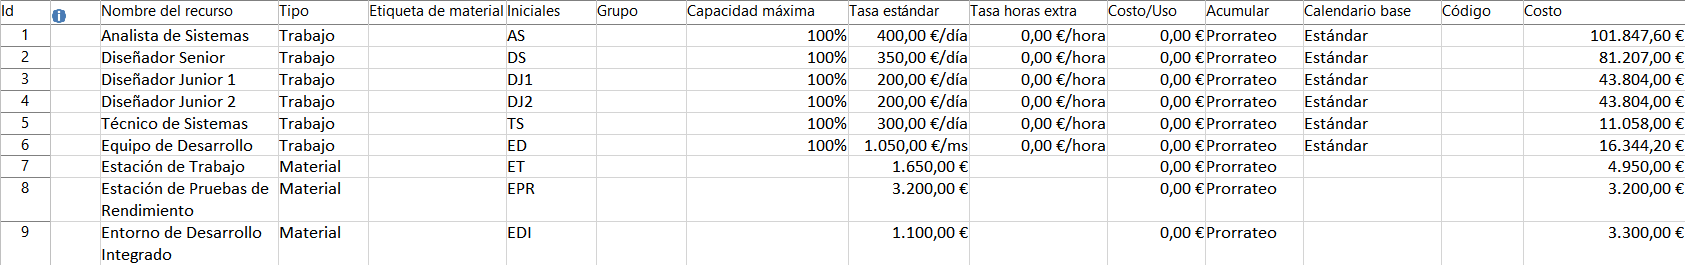 Id Nombre del recurso Tipo Etiqueta de material Iniciales Grupo Capacidad máxima Tasa estándar Tasa horas extra Costo/Uso Acumular Calendario base Código Costo
1 Analista de Sistemas Trabajo AS 100% 400,00 €/día 0,00 €/hora 0,00 € Prorrateo Estándar 101.847,60 €
2 Diseñador Senior Trabajo DS 100% 350,00 €/día 0,00 €/hora 0,00 € Prorrateo Estándar 81.207,00 €
3 Diseñador Junior 1 Trabajo DJ1 100% 200,00 €/día 0,00 €/hora 0,00 € Prorrateo Estándar 43.804,00 €
4 Diseñador Junior 2 Trabajo DJ2 100% 200,00 €/día 0,00 €/hora 0,00 € Prorrateo Estándar 43.804,00 €
5 Técnico de Sistemas Trabajo TS 100% 300,00 €/día 0,00 €/hora 0,00 € Prorrateo Estándar 11.058,00 €
6 Equipo de Desarrollo Trabajo ED 100% 1.050,00 €/ms 0,00 €/hora 0,00 € Prorrateo Estándar 16.344,20 €
7 Estación de Trabajo Material ET 1.650,00 € 0,00 € Prorrateo 4.950,00 €
8 Estación de Pruebas de Material EPR 3.200,00 € 0,00 € Prorrateo 3.200,00 €
Rendimiento
9 Entorno de Desarrollo Material EDI 1.100,00 € 0,00 € Prorrateo 3.300,00 €
Integrado